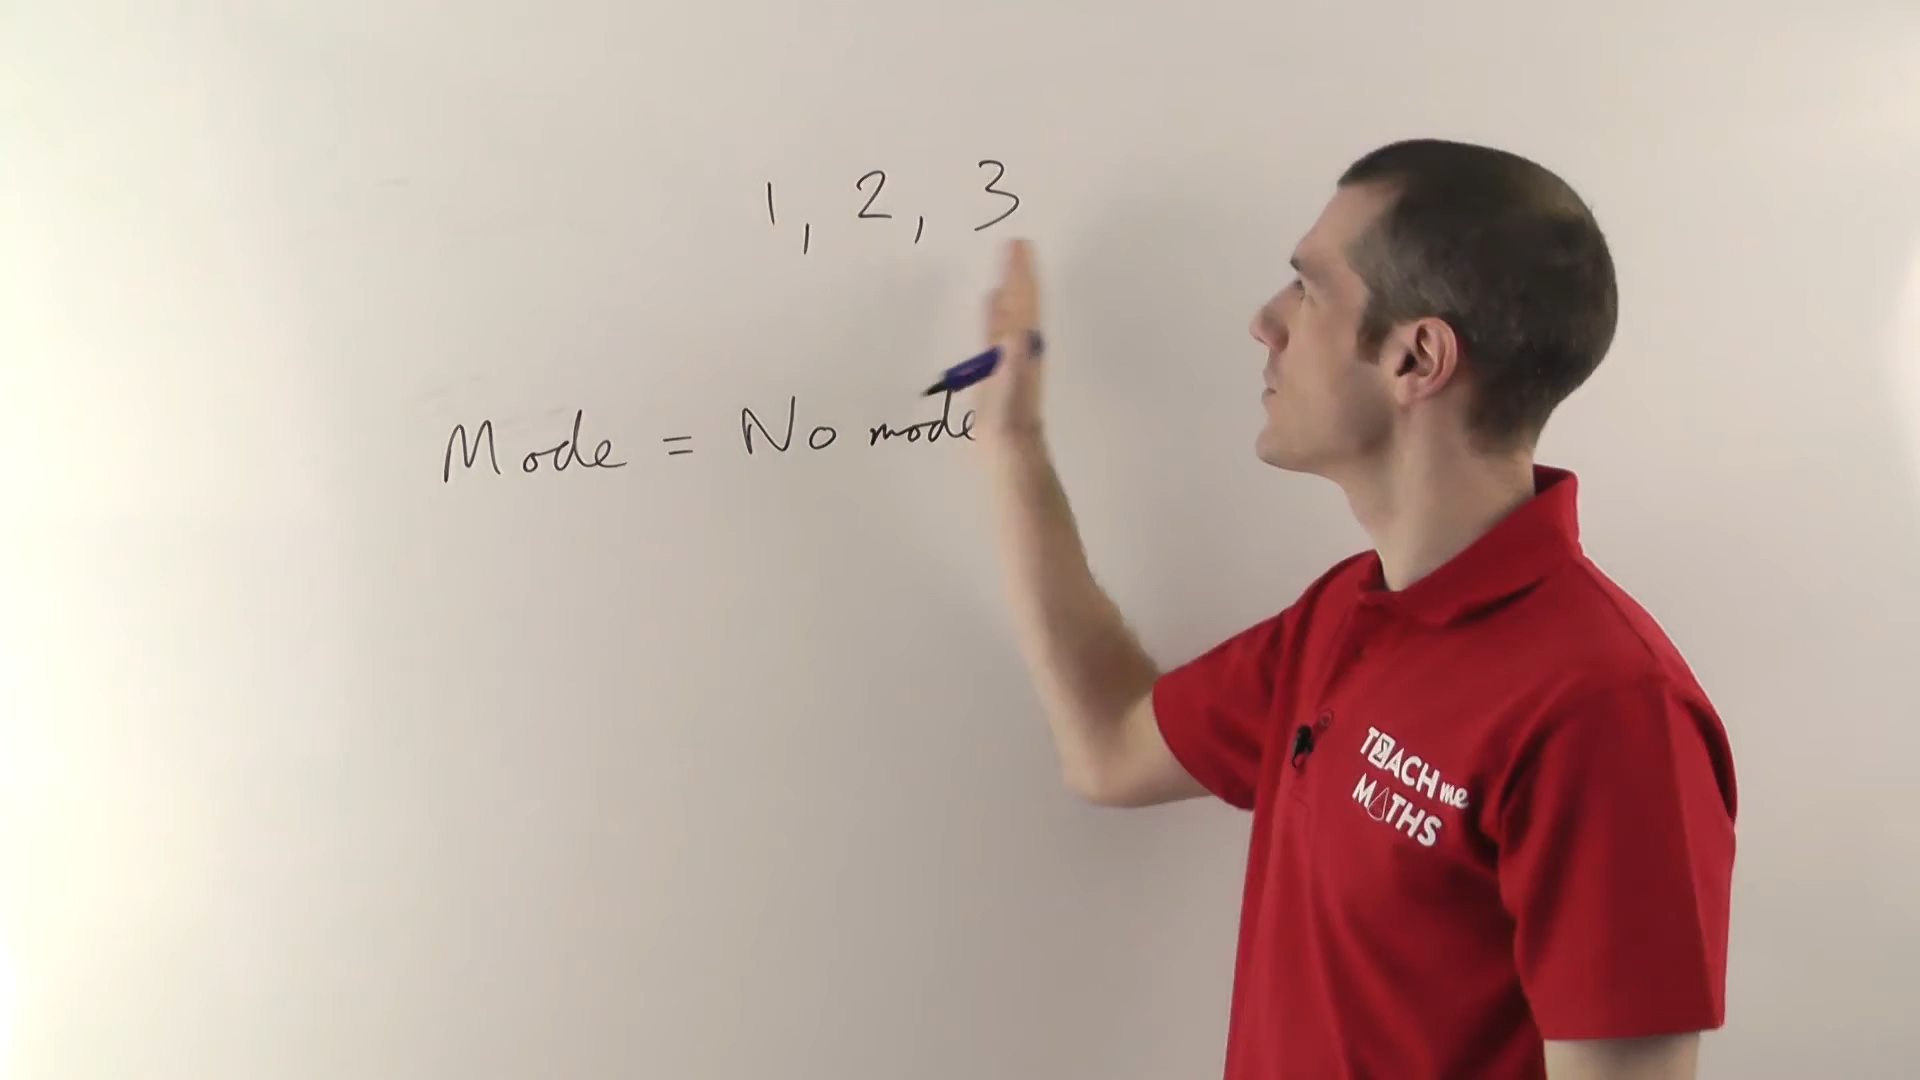 1, 2, 3
Mode = No mode
TEACH me
MATHS